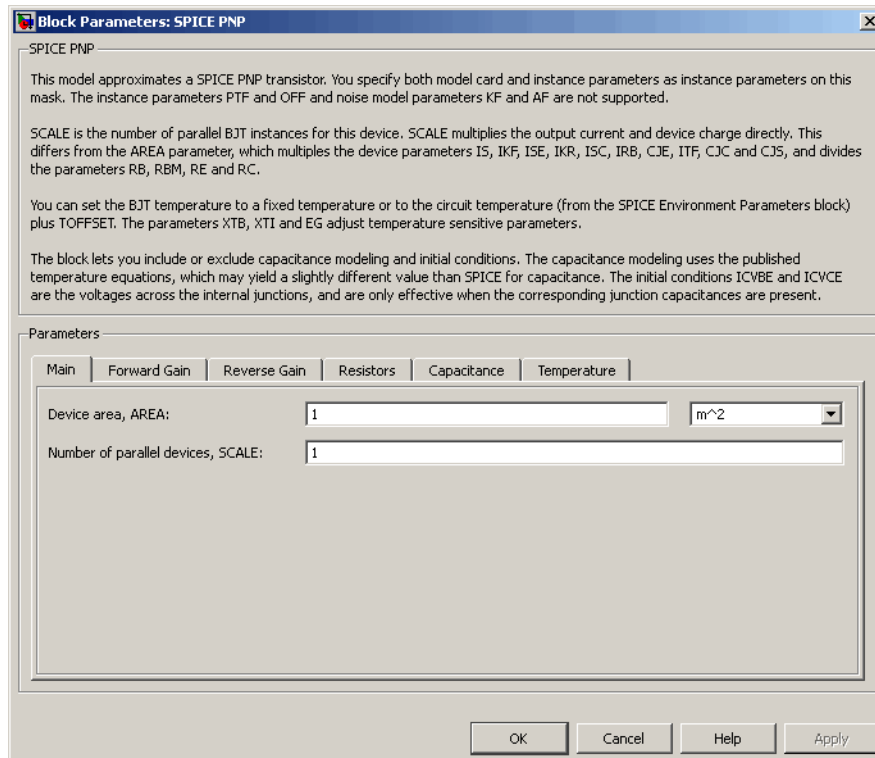 Block Parameters: SPICE PNP
SPICE PNP
This model approximates a SPICE PNP transistor. You specify both model card and instance parameters as instance parameters on this
mask. The instance parameters PTF and OFF and noise model parameters KF and AF are not supported.
SCALE is the number of parallel BJT instances for this device. SCALE multiplies the output current and device charge directly. This
differs from the AREA parameter, which multiples the device parameters IS, IKF, ISE, IKR, ISC, IRB, CJE, ITF, CJC and CJS, and divides
the parameters RB, RBM, RE and RC.
You can set the BJT temperature to a fixed temperature or to the circuit temperature (from the SPICE Environment Parameters block)
plus TOFFSET. The parameters XTB, XTI and EG adjust temperature sensitive parameters.
The block lets you include or exclude capacitance modeling and initial conditions. The capacitance modeling uses the published
temperature equations, which may yield a slightly different value than SPICE for capacitance. The initial conditions ICVBE and ICVCE
are the voltages across the internal junctions, and are only effective when the corresponding junction capacitances are present.
Parameters
Main Forward Gain Reverse Gain Resistors Capacitance Temperature
Device area, AREA: 1 m^2
Number of parallel devices, SCALE: 1
OK Cancel Help Apply